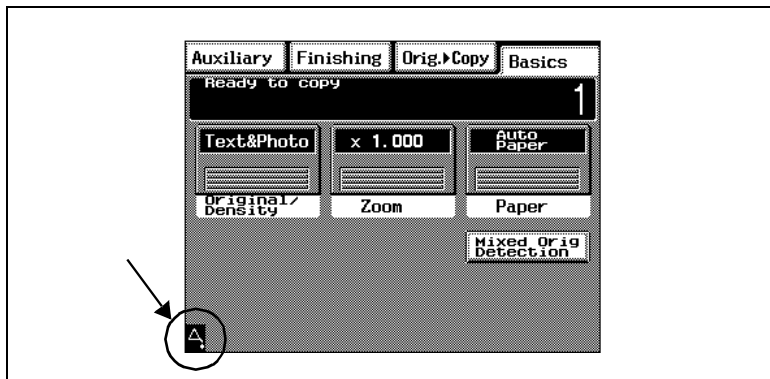 Auxiliary Finishing Orig.▶Copy Basics
Ready to copy
1
Text&Photo x 1.000 Auto
Paper
Original/
Density Zoom Paper
Mixed Orig
Detection